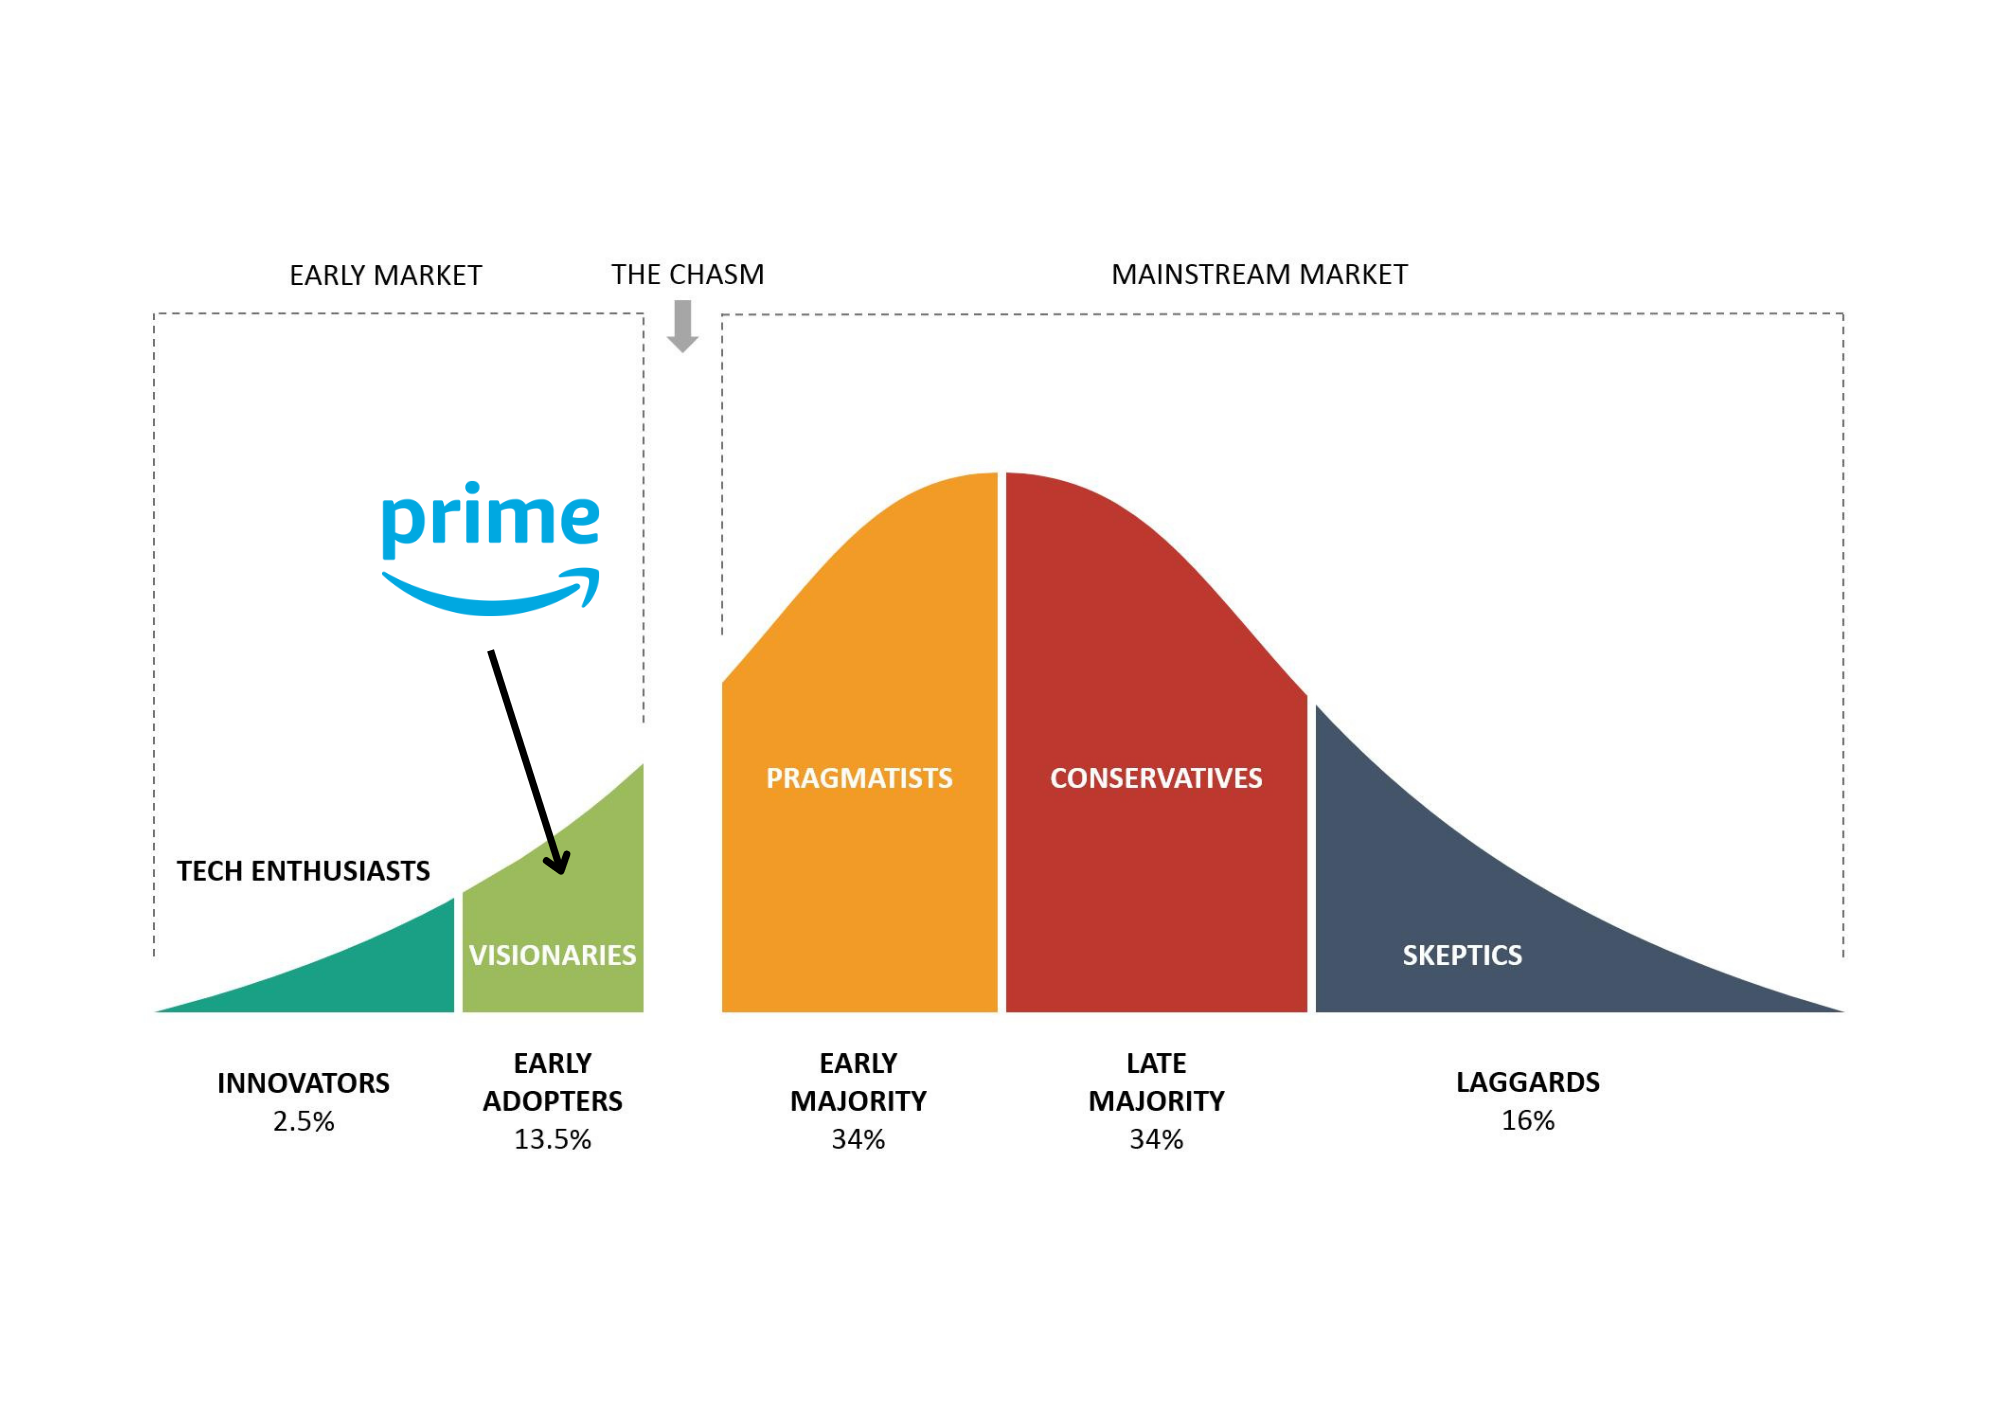 EARLY MARKET
THE CHASM
MAINSTREAM MARKET
prime
TECH ENTHUSIASTS
VISIONARIES
PRAGMATISTS
CONSERVATIVES
SKEPTICS
INNOVATORS
2.5%
EARLY
ADOPTERS
13.5%
EARLY
MAJORITY
34%
LATE
MAJORITY
34%
LAGGARDS
16%